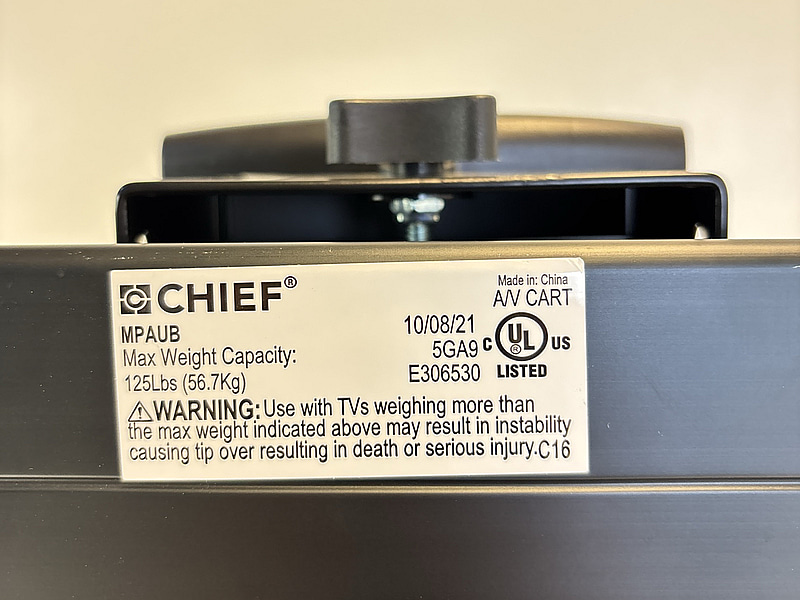 CHIEF®
Made in: China
A/V CART
MPAUB
10/08/21
Max Weight Capacity:
5GA9
C UL® US
125Lbs (56.7Kg)
E306530
LISTED
⚠WARNING: Use with TVs weighing more than
the max weight indicated above may result in instability
causing tip over resulting in death or serious injury.C16